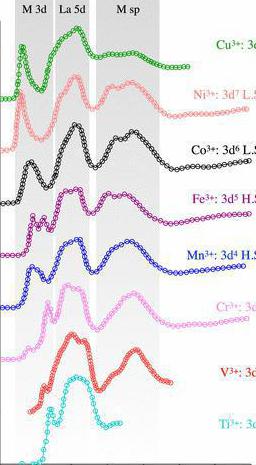 M 3d La 5d M sp
Cu³⁺: 3d
Ni³⁺: 3d7 L.S
Co³⁺: 3d⁶ L.S
Fe³⁺: 3d⁵ H.S
Mn³⁺: 3d⁴ H.S
Cr³⁺: 3d
V³⁺: 3d
Ti³⁺: 3d